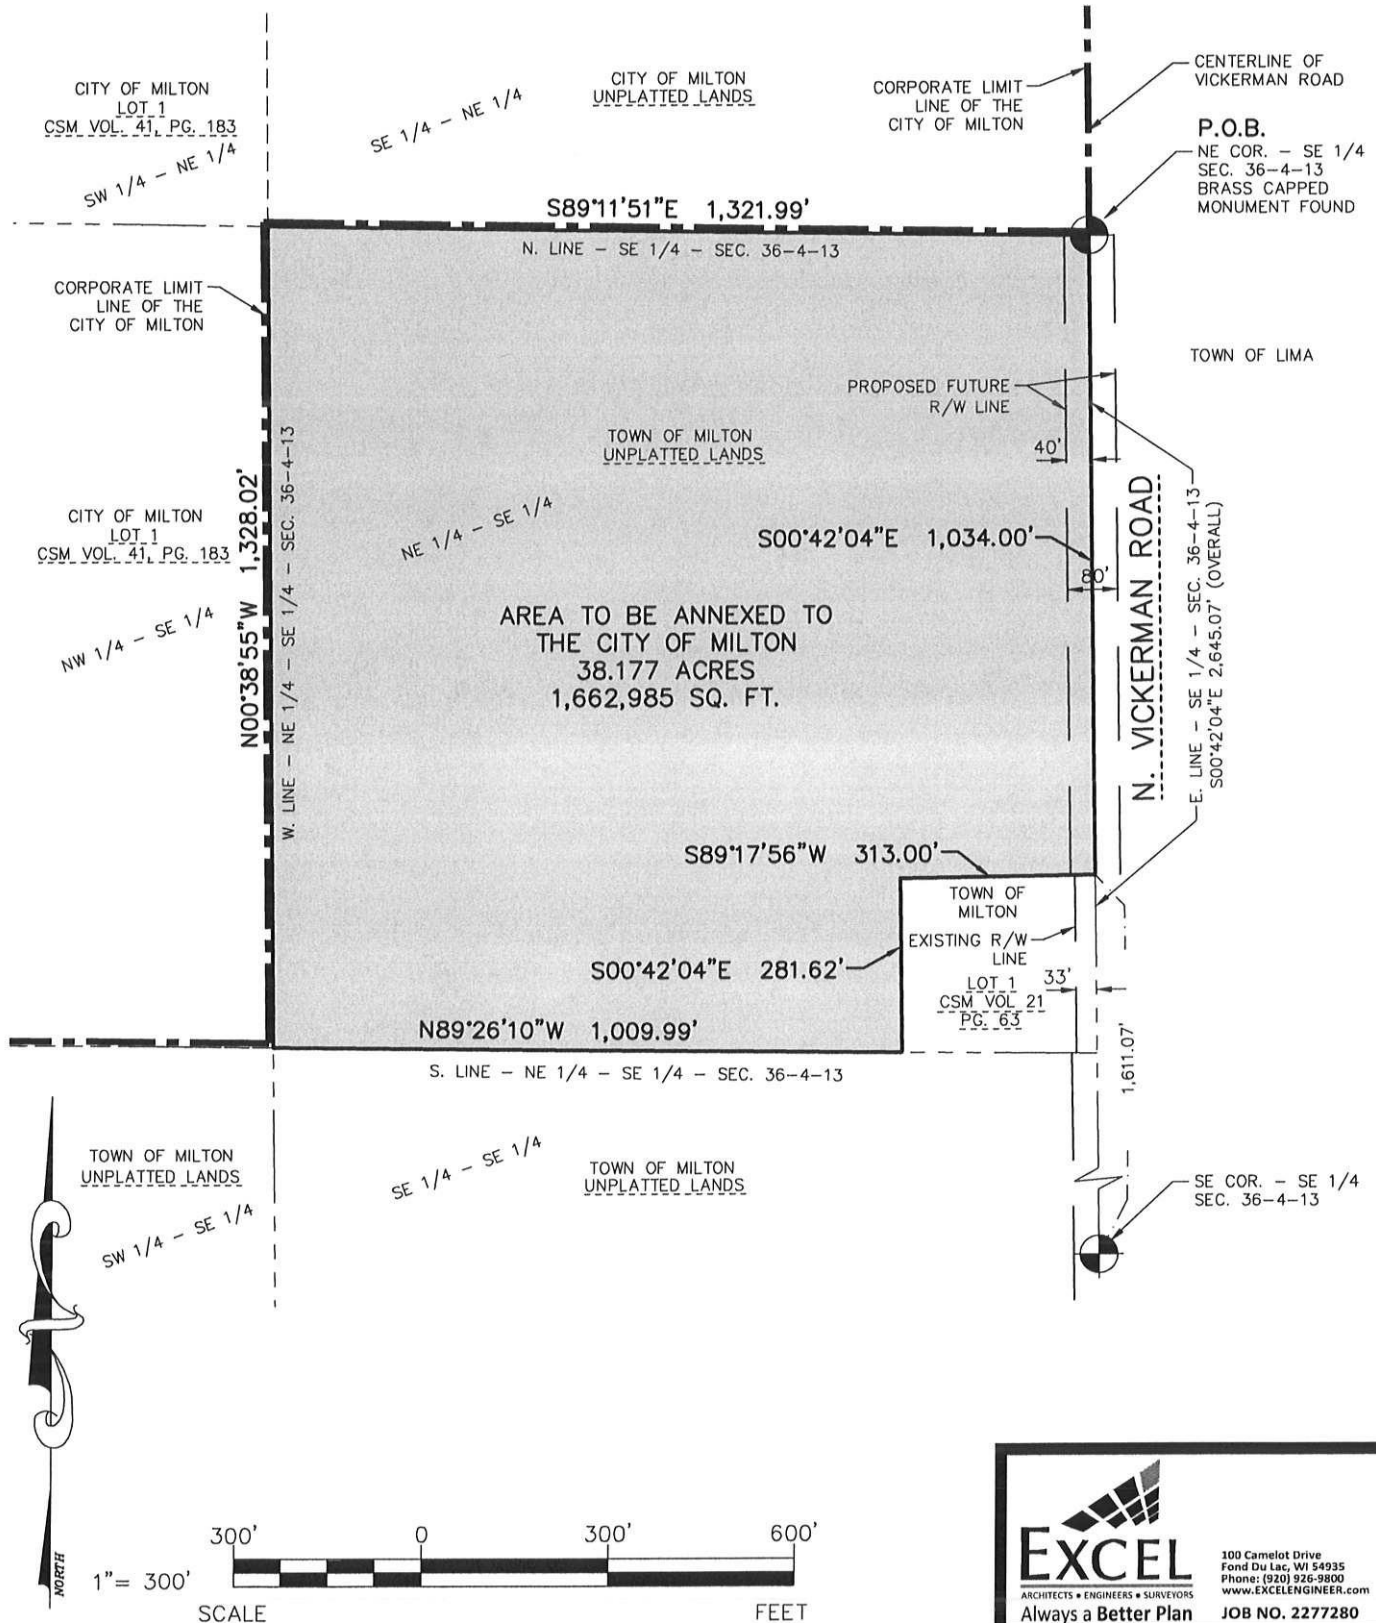 CITY OF MILTON
LOT 1
CSM VOL. 41, PG. 183
SW 1/4 - NE 1/4
SE 1/4 - NE 1/4
CITY OF MILTON
UNPLATTED LANDS
CORPORATE LIMIT
LINE OF THE
CITY OF MILTON
CENTERLINE OF
VICKERMAN ROAD
P.O.B.
NE COR. - SE 1/4
SEC. 36-4-13
BRASS CAPPED
MONUMENT FOUND
S89°11'51"E 1,321.99'
N. LINE - SE 1/4 - SEC. 36-4-13
CORPORATE LIMIT
LINE OF THE
CITY OF MILTON
TOWN OF LIMA
PROPOSED FUTURE
R/W LINE
40'
TOWN OF MILTON
UNPLATTED LANDS
N00°38'55"W 1,328.02'
W. LINE - NE 1/4 - SE 1/4 - SEC. 36-4-13
CITY OF MILTON
LOT 1
CSM VOL. 41, PG. 183
NE 1/4 - SE 1/4
S00°42'04"E 1,034.00'
80'
N. VICKERMAN ROAD
E. LINE - SE 1/4 - SEC. 36-4-13
S00°42'04"E 2,645.07' (OVERALL)
NW 1/4 - SE 1/4
AREA TO BE ANNEXED TO
THE CITY OF MILTON
38.177 ACRES
1,662,985 SQ. FT.
S89°17'56"W 313.00'
TOWN OF
MILTON
EXISTING R/W
LINE
S00°42'04"E 281.62'
LOT 1
CSM VOL 21
PG. 63
33'
N89°26'10"W 1,009.99'
S. LINE - NE 1/4 - SE 1/4 - SEC. 36-4-13
1,611.07'
TOWN OF MILTON
UNPLATTED LANDS
SW 1/4 - SE 1/4
SE 1/4 - SE 1/4
TOWN OF MILTON
UNPLATTED LANDS
SE COR. - SE 1/4
SEC. 36-4-13
NORTH
1"= 300'
300' 0 300' 600'
SCALE FEET
EXCEL
ARCHITECTS • ENGINEERS • SURVEYORS
Always a Better Plan
100 Camelot Drive
Fond Du Lac, WI 54935
Phone: (920) 926-9800
www.EXCELENGINEER.com
JOB NO. 2277280